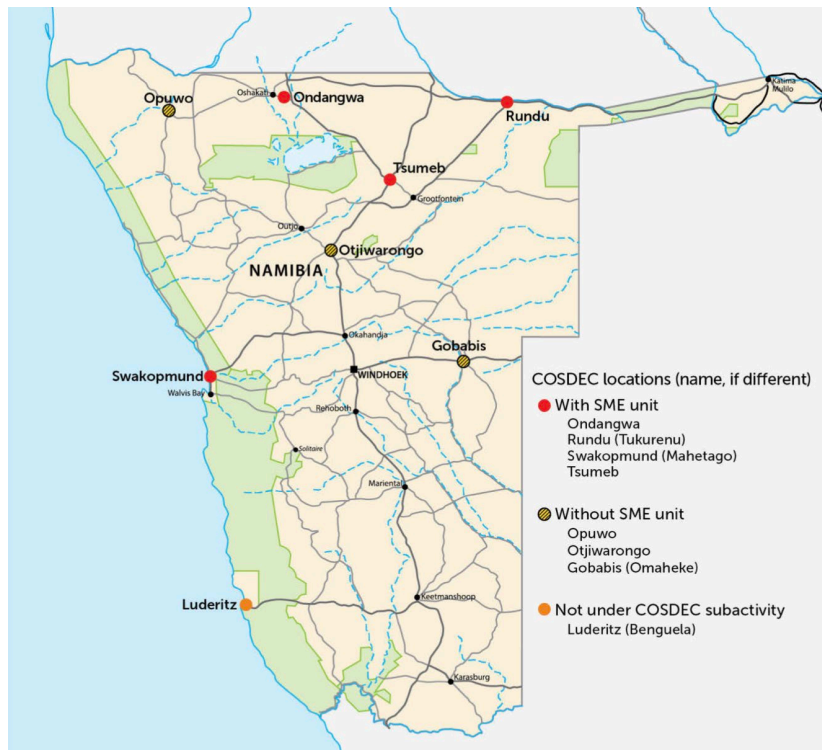 Opuwo
Oshakati
Ondangwa
Rundu
Katima
Mulilo
Tsumeb
Grootfontein
Outjo
Otjiwarongo
NAMIBIA
Okahandja
Gobabis
Swakopmund
WINDHOEK
Walvis Bay
Rehoboth
Solitaire
Mariental
Luderitz
Keetmanshoop
Karasburg
COSDEC locations (name, if different)
With SME unit
Ondangwa
Rundu (Tukurenu)
Swakopmund (Mahetago)
Tsumeb
Without SME unit
Opuwo
Otjiwarongo
Gobabis (Omaheke)
Not under COSDEC subactivity
Luderitz (Benguela)